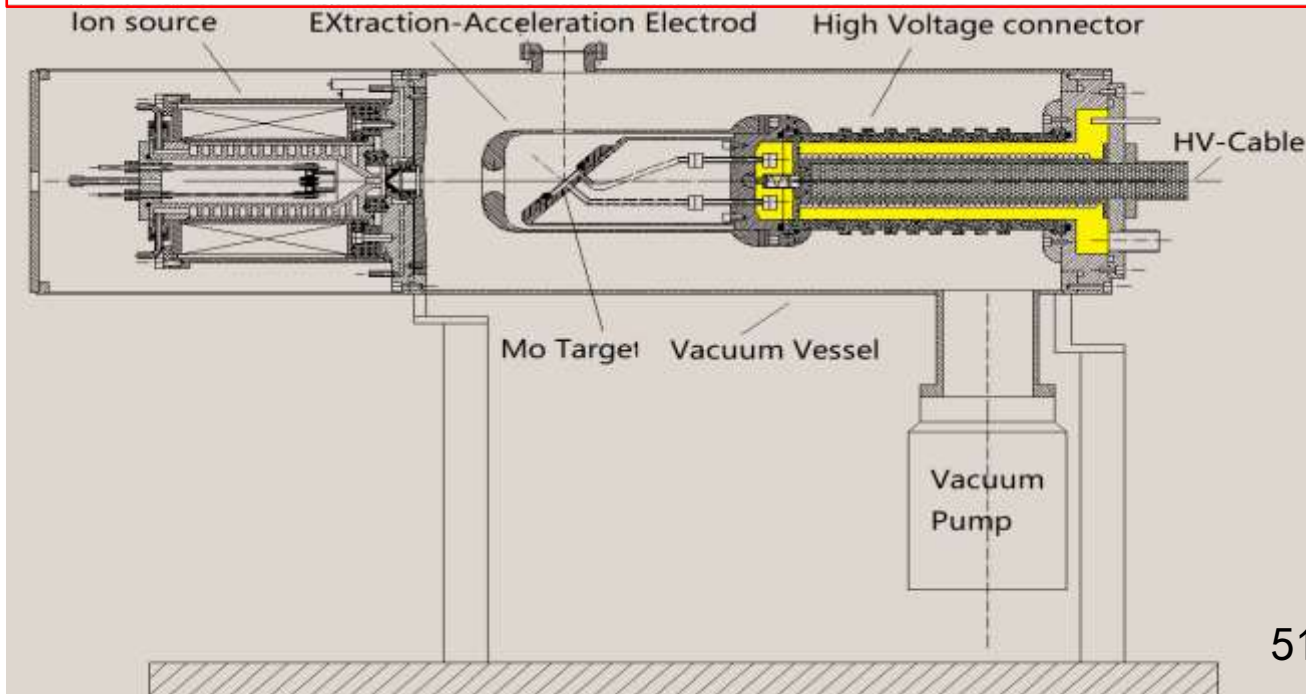 Ion source
EXtraction-Acceleration Electrod
High Voltage connector
HV-Cable
Mo Target
Vacuum Vessel
Vacuum
Pump
51